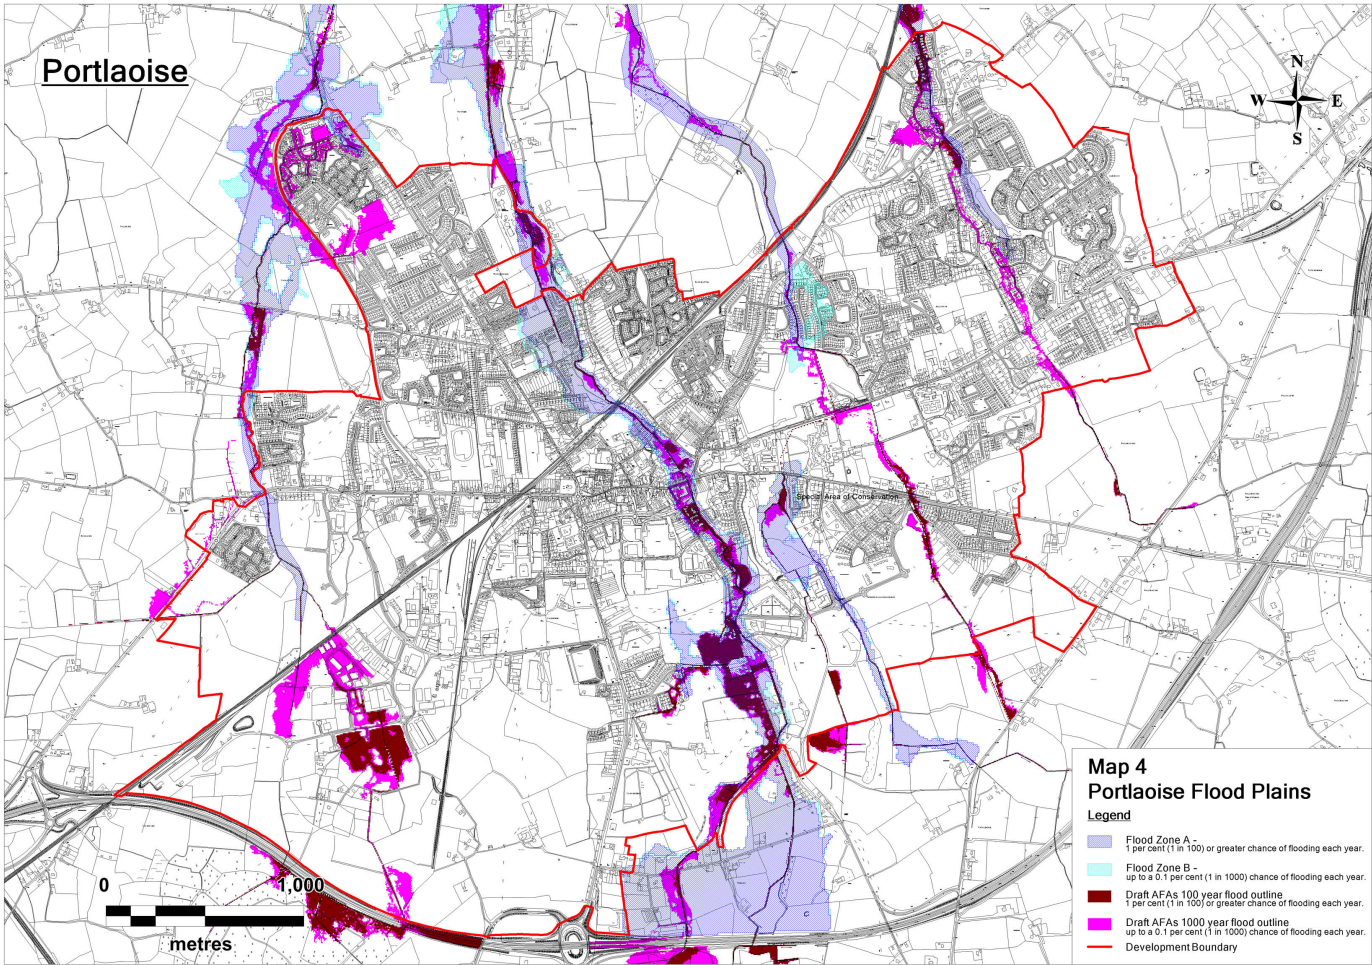 Portlaoise
N
W E
S
Special Area of Conservation
0 1,000
metres
Map 4
Portlaoise Flood Plains
Legend
Flood Zone A -
1 per cent (1 in 100) or greater chance of flooding each year.
Flood Zone B -
up to a 0.1 per cent (1 in 1000) chance of flooding each year.
Draft AFAs 100 year flood outline
1 per cent (1 in 100) or greater chance of flooding each year.
Draft AFAs 1000 year flood outline
up to a 0.1 per cent (1 in 1000) chance of flooding each year.
Development Boundary